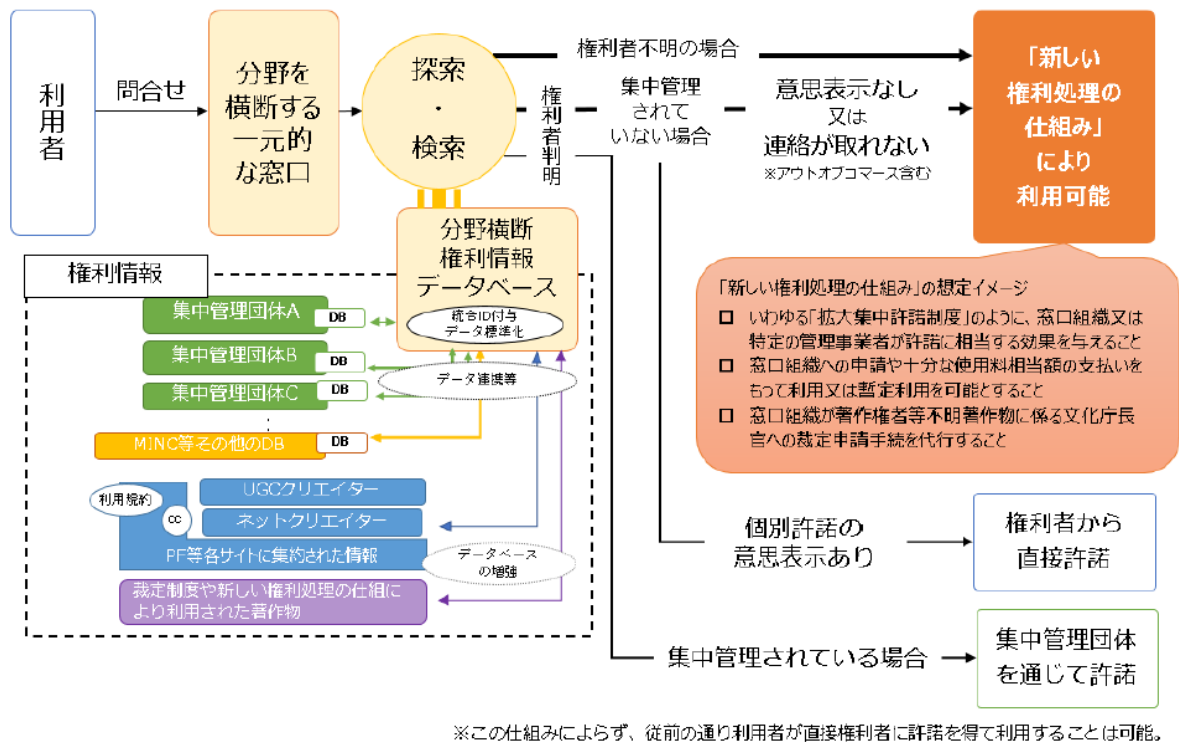 利用者
問合せ
分野を
横断する
一元的
な窓口
探索
・
検索
権利者不明の場合
権利者判明
集中管理
されて
いない場合
意思表示なし
又は
連絡が取れない
※アウトオブコマース含む
「新しい
権利処理の
仕組み」
により
利用可能
分野横断
権利情報
データベース
統合ID付与
データ標準化
権利情報
集中管理団体A
DB
集中管理団体B
DB
集中管理団体C
DB
データ連携等
:
MINC等その他のDB
DB
利用規約
CC
UGCクリエイター
ネットクリエイター
PF等各サイトに集約された情報
データベース
の増強
裁定制度や新しい権利処理の仕組に
より利用された著作物
「新しい権利処理の仕組み」の想定イメージ
□ いわゆる「拡大集中許諾制度」のように、窓口組織又は
特定の管理事業者が許諾に相当する効果を与えること
□ 窓口組織への申請や十分な使用料相当額の支払いを
もって利用又は暫定利用を可能とすること
□ 窓口組織が著作権者等不明著作物に係る文化庁長
官への裁定申請手続を代行すること
個別許諾の
意思表示あり
権利者から
直接許諾
集中管理されている場合
集中管理団体
を通じて許諾
※この仕組みによらず、従前の通り利用者が直接権利者に許諾を得て利用することは可能。